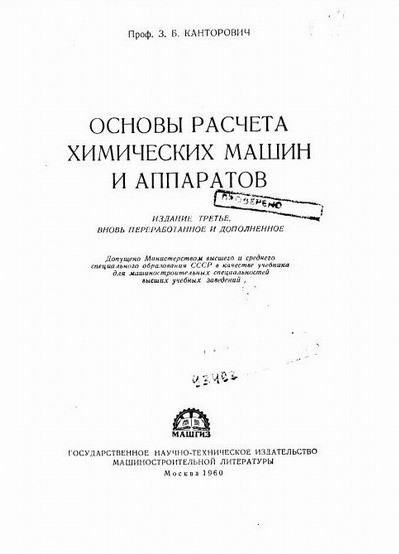 Проф. З. Б. КАНТОРОВИЧ
ОСНОВЫ РАСЧЕТА
ХИМИЧЕСКИХ МАШИН
И АППАРАТОВ
ПРОВЕРЕНО
ИЗДАНИЕ ТРЕТЬЕ,
ВНОВЬ ПЕРЕРАБОТАННОЕ И ДОПОЛНЕННОЕ
Допущено Министерством высшего и среднего
специального образования СССР в качестве учебника
для машиностроительных специальностей
высших учебных заведений
МАШГИЗ
ГОСУДАРСТВЕННОЕ НАУЧНО-ТЕХНИЧЕСКОЕ ИЗДАТЕЛЬСТВО
МАШИНОСТРОИТЕЛЬНОЙ ЛИТЕРАТУРЫ
Москва 1960